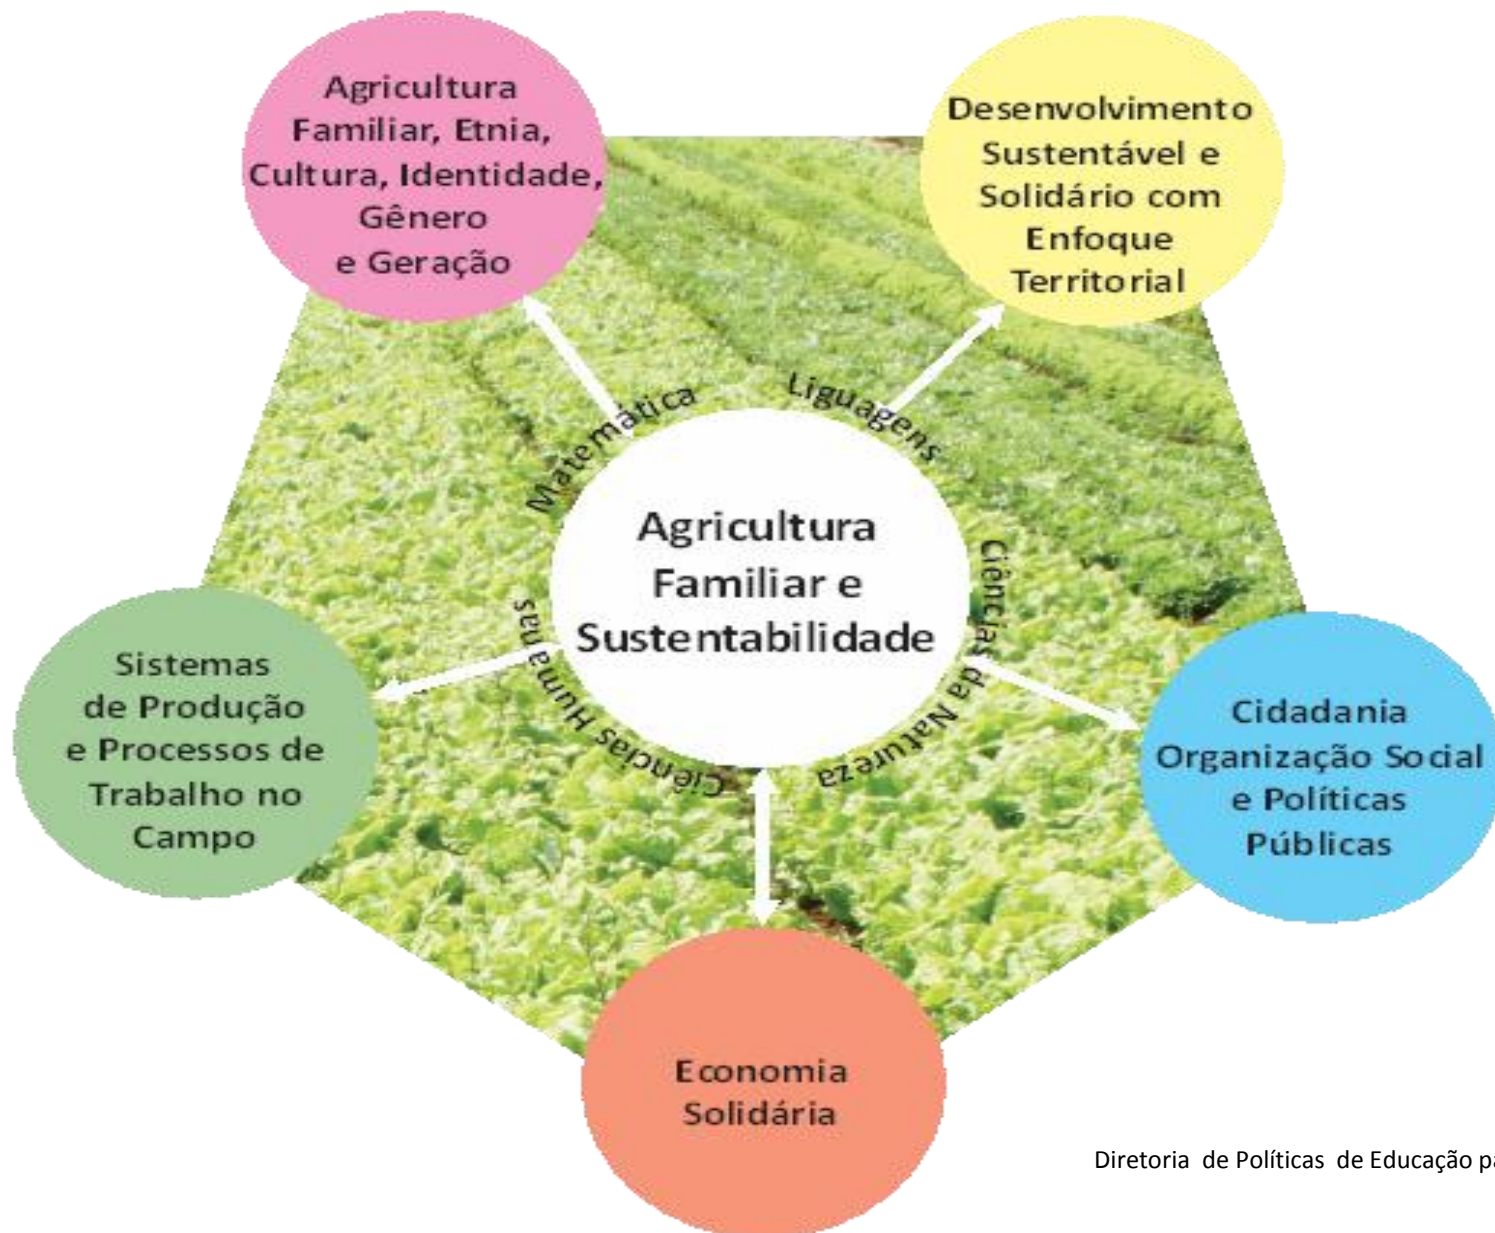 Agricultura
Familiar, Etnia,
Cultura, Identidade,
Gênero
e Geração
Desenvolvimento
Sustentável e
Solidário com
Enfoque
Territorial
Matemática
Liguagens
Agricultura
Familiar e
Sustentabilidade
Ciências da Natureza
Ciências Humanas
Sistemas
de Produção
e Processos de
Trabalho no
Campo
Cidadania
Organização Social
e Políticas
Públicas
Economia
Solidária
Diretoria de Políticas de Educação